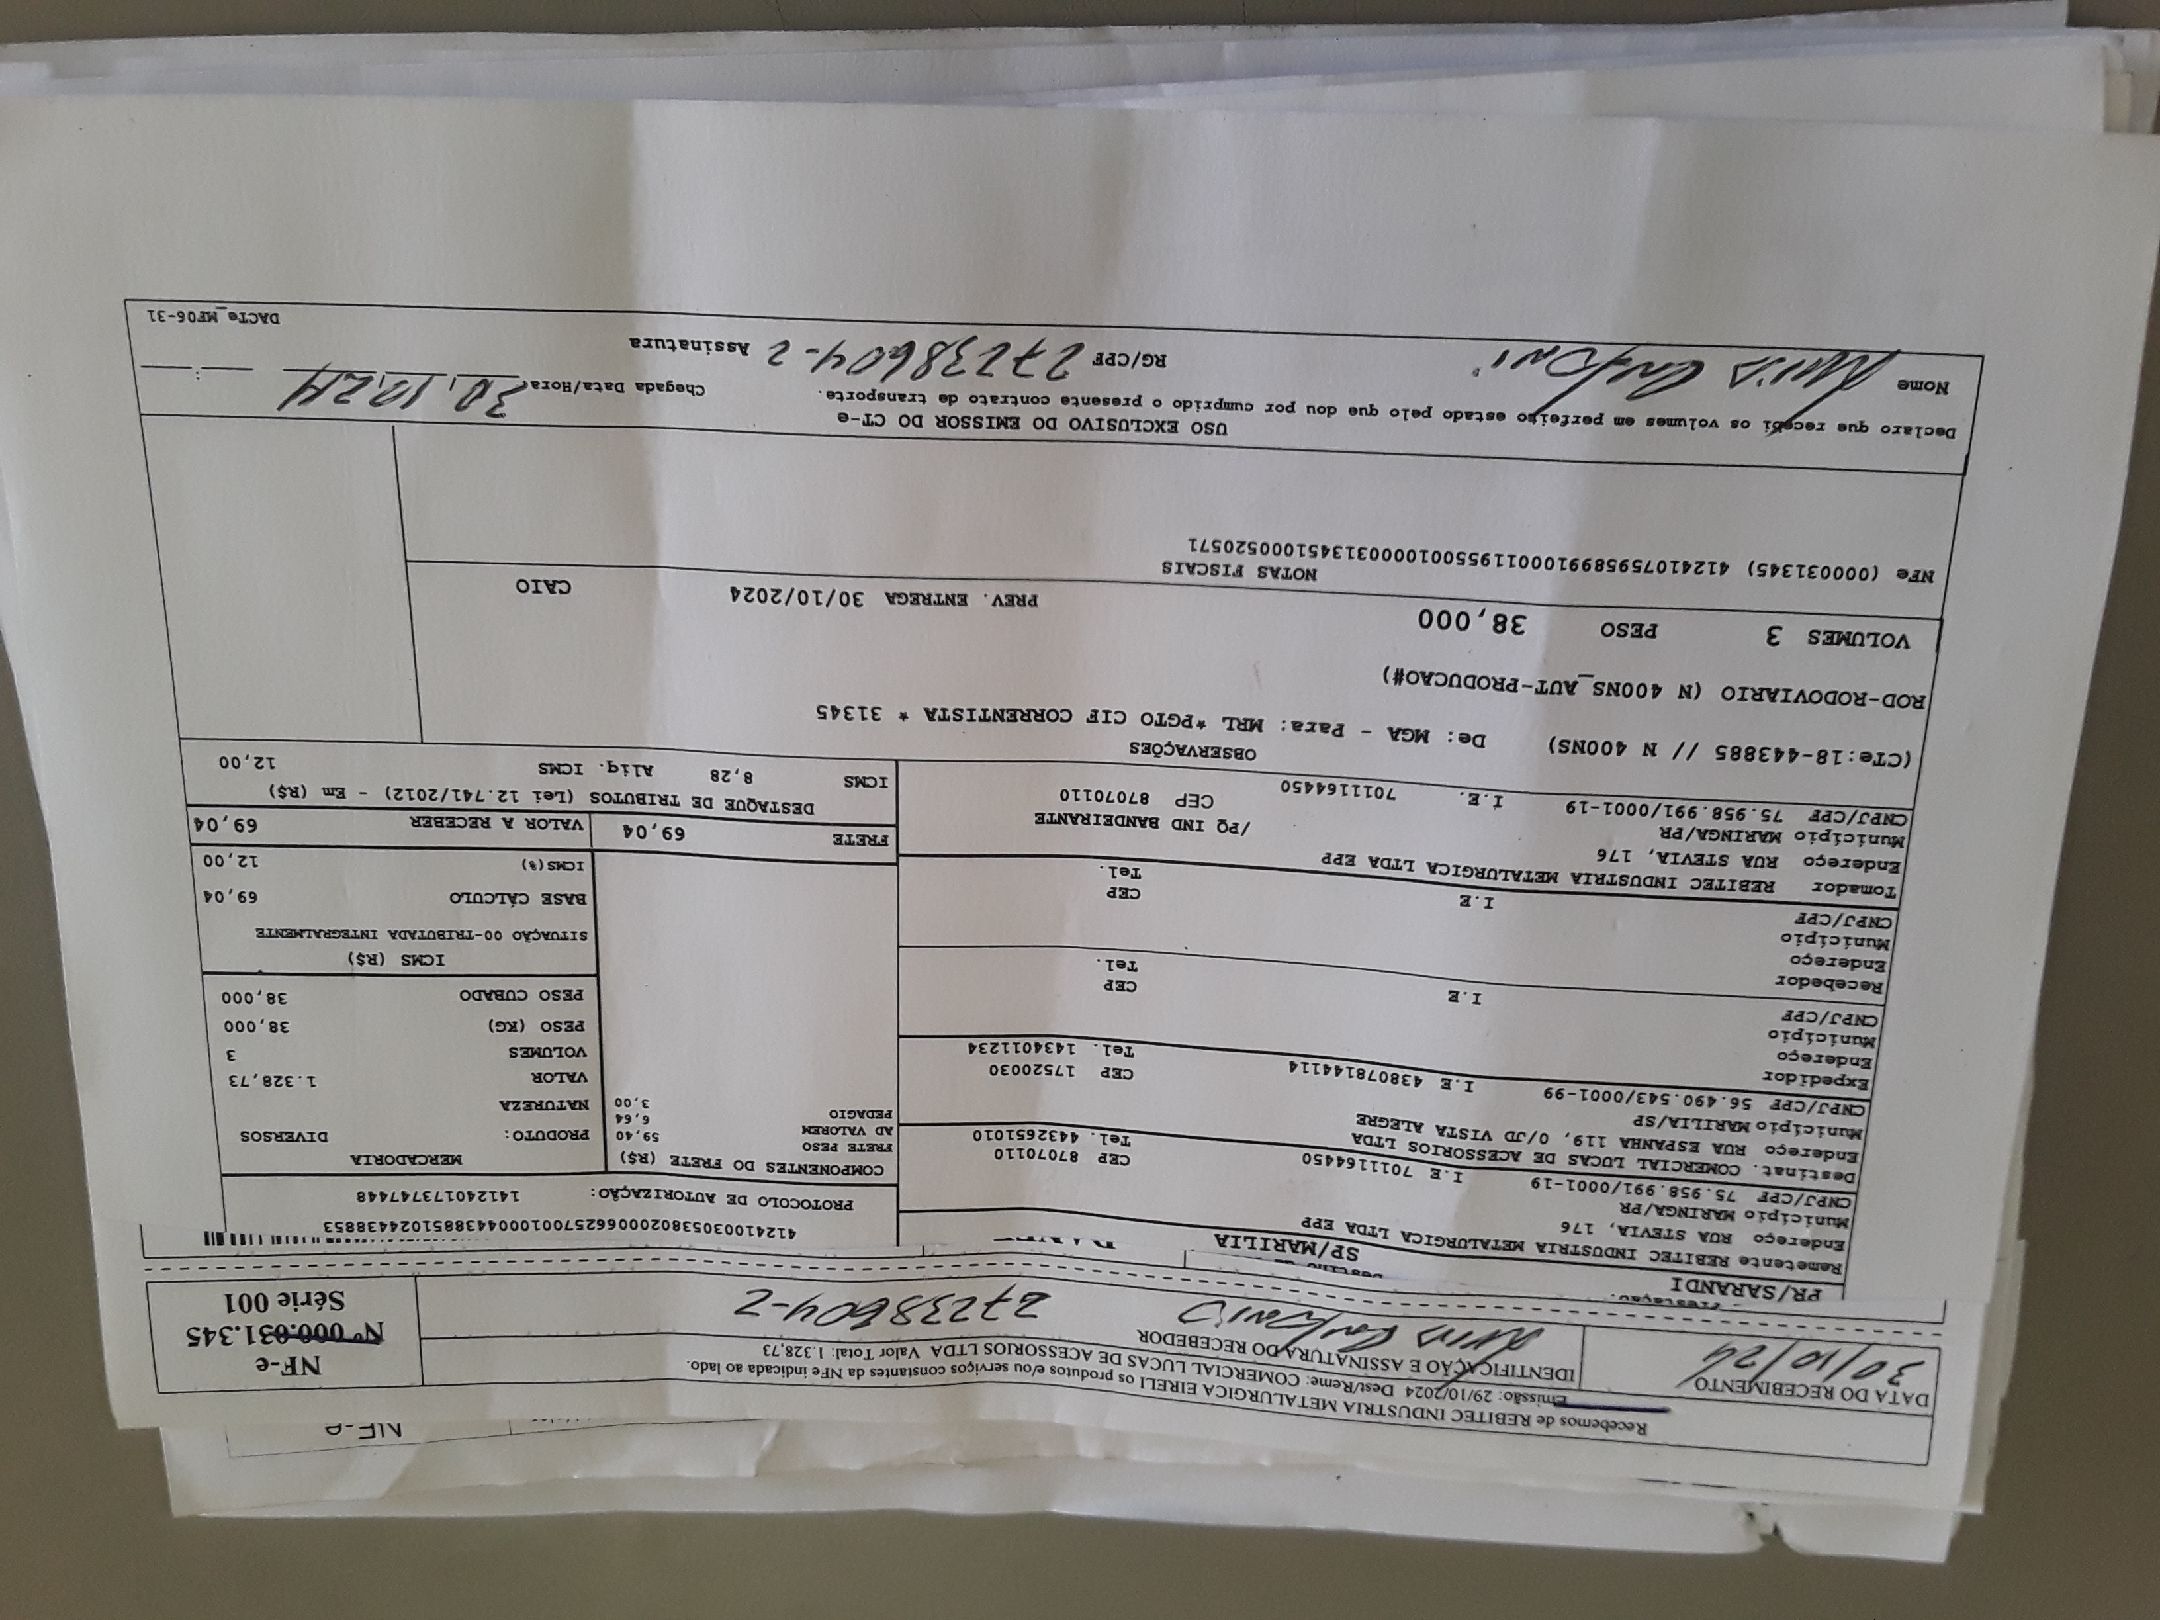 NF-e
Recebemos de REBITEC INDUSTRIA METALURGICA EIRELI os produtos e/ou serviços constantes da NFe indicada ao lado.
Emissão: 29/10/2024 Dest/Reme: COMERCIAL LUCAS DE ACESSORIOS LTDA Valor Total: 1.328,73
DATA DO RECEBIMENTO
30/10/24
IDENTIFICAÇÃO E ASSINATURA DO RECEBEDOR
27238604-2
NF-e
Nº 000.031.345
Série 001
PR/SARANDI
SP/MARILIA
Remetente REBITEC INDUSTRIA METALURGICA LTDA EPP
Endereço RUA STEVIA, 176
Município MARINGA/PR CEP 87070110
CNPJ/CPF 75.958.991/0001-19 I.E 7011164450 Tel. 4432651010
Destinat. COMERCIAL LUCAS DE ACESSORIOS LTDA
Endereço RUA ESPANHA 119, 0/JD VISTA ALEGRE
Município MARILIA/SP CEP 17520030
CNPJ/CPF 56.490.543/0001-99 I.E 438078144114 Tel. 1434011234
Expedidor
Endereço
Município CEP
CNPJ/CPF I.E Tel.
Recebedor
Endereço
Município CEP
CNPJ/CPF I.E Tel.
Tomador REBITEC INDUSTRIA METALURGICA LTDA EPP
Endereço RUA STEVIA, 176 /PQ IND BANDEIRANTE
Município MARINGA/PR CEP 87070110
CNPJ/CPF 75.958.991/0001-19 I.E. 7011164450
41241003053802000662570010004438851024438853
PROTOCOLO DE AUTORIZAÇÃO: 141240173747448
COMPONENTES DO FRETE (R$)
FRETE PESO 59,40
AD VALOREM 6,64
PEDAGIO 3,00
MERCADORIA
PRODUTO: DIVERSOS
NATUREZA
VALOR 1.328,73
VOLUMES 3
PESO (KG) 38,000
PESO CUBADO 38,000
ICMS (R$)
SITUAÇÃO 00-TRIBUTADA INTEGRALMENTE
BASE CÁLCULO 69,04
ICMS(%) 12,00
FRETE 69,04
VALOR A RECEBER 69,04
DESTAQUE DE TRIBUTOS (Lei 12.741/2012) - Em (R$)
ICMS 8,28 Aliq. ICMS 12,00
OBSERVAÇÕES
(CTe:18-443885 // N 400NS) De: MGA - Para: MRL *PGTO CIF CORRENTISTA * 31345
ROD-RODOVIARIO (N 400NS_AUT-PRODUCAO#)
VOLUMES 3 PESO 38,000 PREV. ENTREGA 30/10/2024 CAIO
NOTAS FISCAIS
NFe (000031345) 41241075958991000119550010000313451000520571
USO EXCLUSIVO DO EMISSOR DO CT-e
Declaro que recebi os volumes em perfeito estado pelo que dou por cumprido o presente contrato de transporte.
Chegada Data/Hora 30,10,24 :
Nome RG/CPF 27238604-2 Assinatura
DACTe_MF06-31